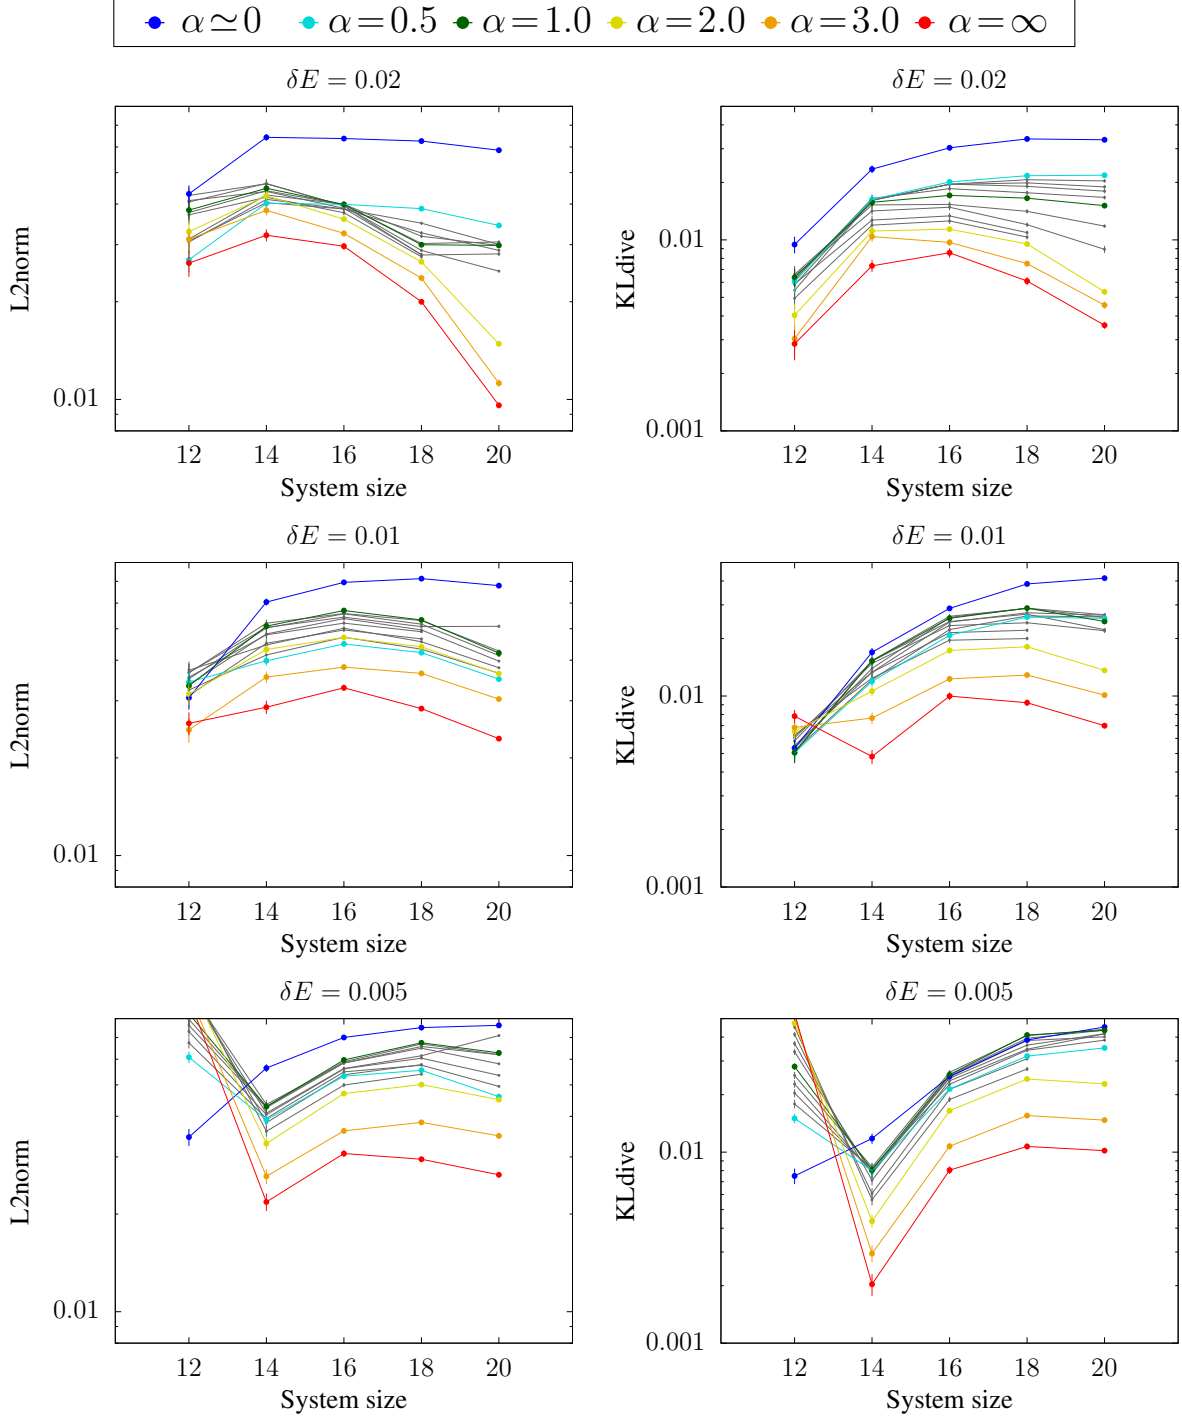 α≃0 α=0.5 α=1.0 α=2.0 α=3.0 α=∞
δE = 0.02
L2norm
0.01
12 14 16 18 20
System size
δE = 0.02
KLdive
0.01
0.001
12 14 16 18 20
System size
δE = 0.01
L2norm
0.01
12 14 16 18 20
System size
δE = 0.01
KLdive
0.01
0.001
12 14 16 18 20
System size
δE = 0.005
L2norm
0.01
12 14 16 18 20
System size
δE = 0.005
KLdive
0.01
0.001
12 14 16 18 20
System size